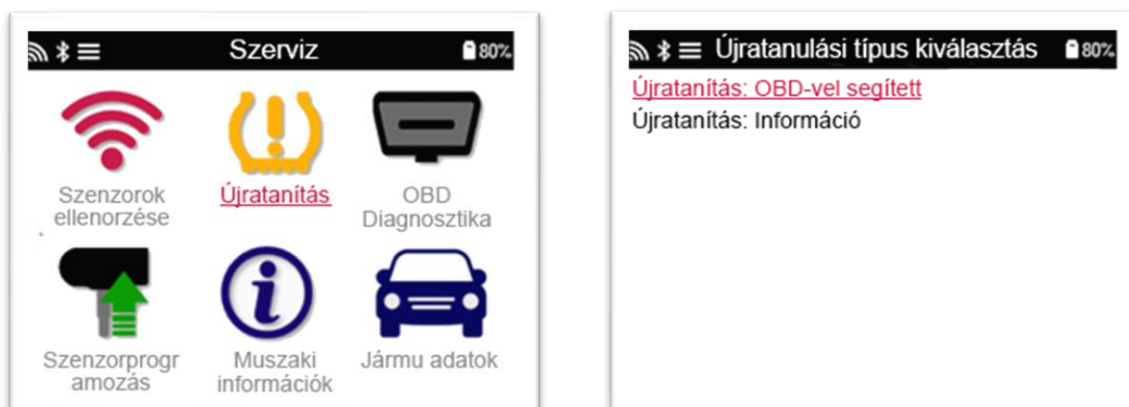 Szerviz
80%
Szenzorok
ellenorzése
Újratanítás
OBD
Diagnosztika
Szenzorprogr
amozás
Muszaki
információk
Jármu adatok
Újratanulási típus kiválasztás
80%
Újratanítás: OBD-vel segített
Újratanítás: Információ